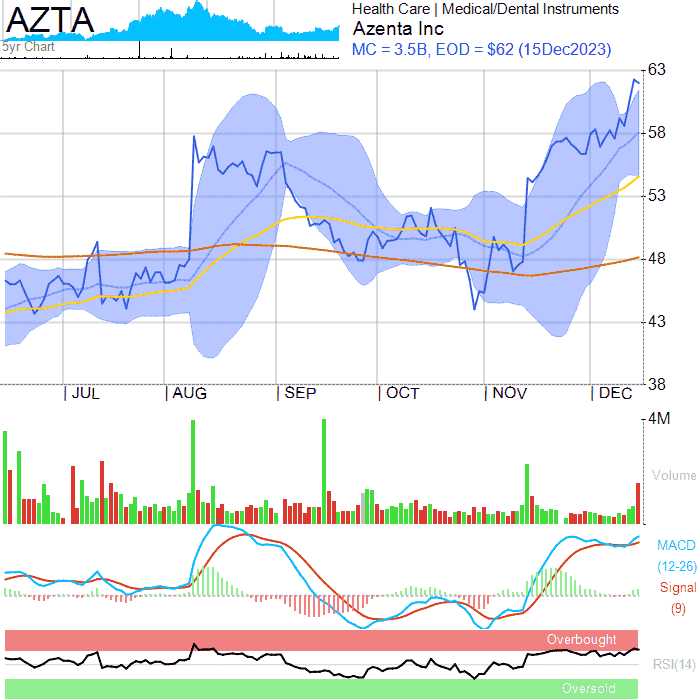 AZTA
5yr Chart
Health Care | Medical/Dental Instruments
Azenta Inc
MC = 3.5B, EOD = $62 (15Dec2023)
63
58
53
48
43
38
JUL
AUG
SEP
OCT
NOV
DEC
4M
Volume
MACD
(12-26)
Signal
(9)
Overbought
RSI(14)
Oversold